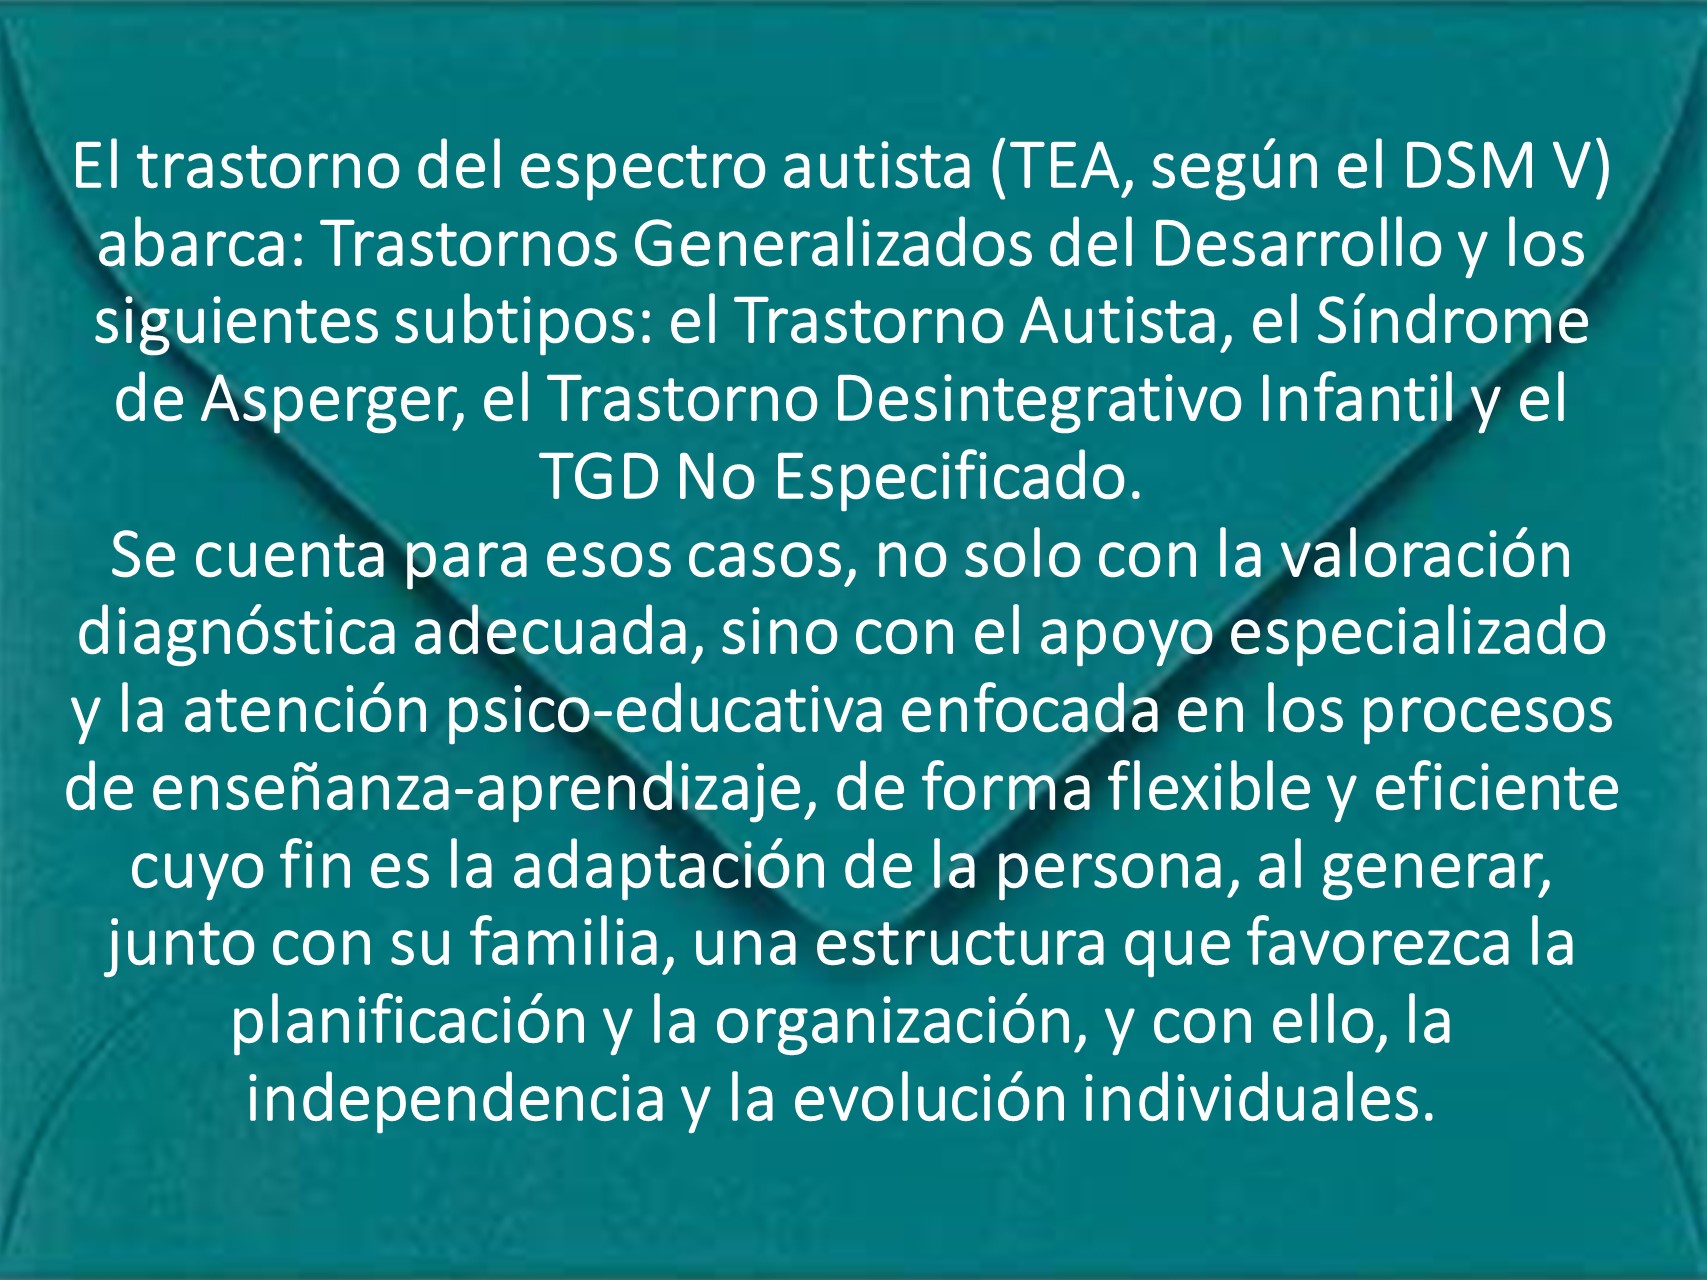 El trastorno del espectro autista (TEA, según el DSM V)
abarca: Trastornos Generalizados del Desarrollo y los
siguientes subtipos: el Trastorno Autista, el Síndrome
de Asperger, el Trastorno Desintegrativo Infantil y el
TGD No Especificado.
Se cuenta para esos casos, no solo con la valoración
diagnóstica adecuada, sino con el apoyo especializado
y la atención psico-educativa enfocada en los procesos
de enseñanza-aprendizaje, de forma flexible y eficiente
cuyo fin es la adaptación de la persona, al generar,
junto con su familia, una estructura que favorezca la
planificación y la organización, y con ello, la
independencia y la evolución individuales.